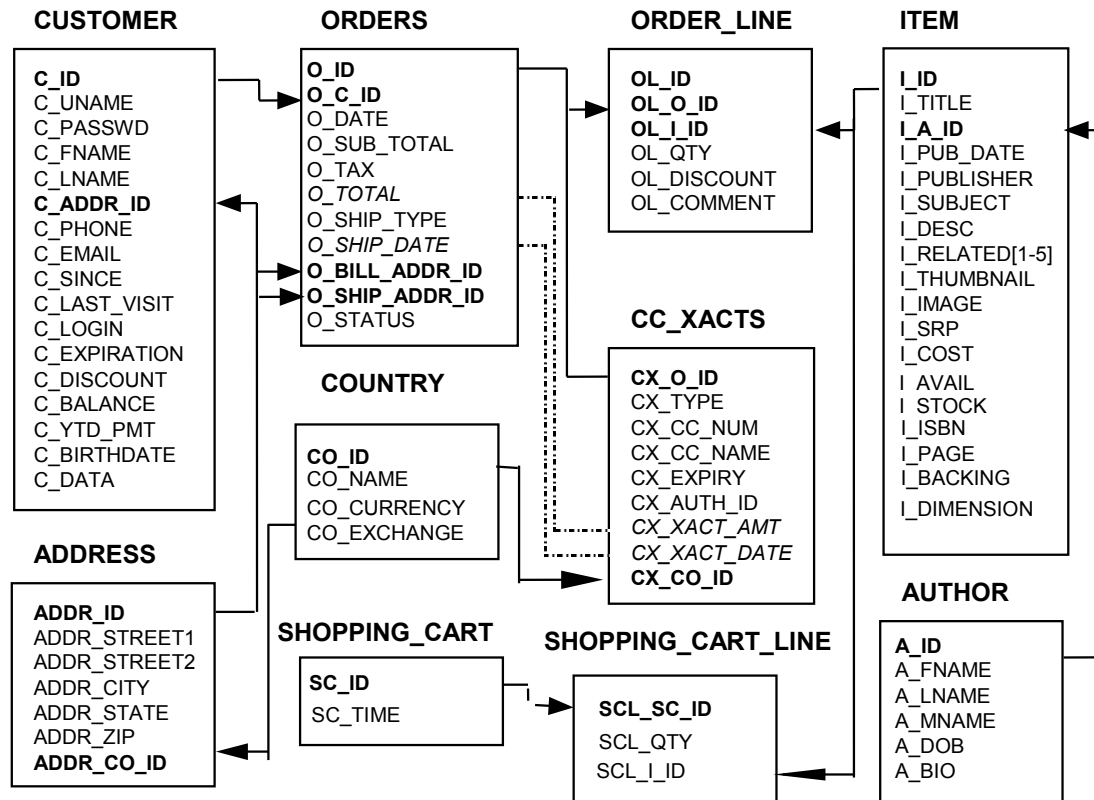 CUSTOMER
C_ID
C_UNAME
C_PASSWD
C_FNAME
C_LNAME
C_ADDR_ID
C_PHONE
C_EMAIL
C_SINCE
C_LAST_VISIT
C_LOGIN
C_EXPIRATION
C_DISCOUNT
C_BALANCE
C_YTD_PMT
C_BIRTHDATE
C_DATA
ADDRESS
ADDR_ID
ADDR_STREET1
ADDR_STREET2
ADDR_CITY
ADDR_STATE
ADDR_ZIP
ADDR_CO_ID
ORDERS
O_ID
O_C_ID
O_DATE
O_SUB_TOTAL
O_TAX
O_TOTAL
O_SHIP_TYPE
O_SHIP_DATE
O_BILL_ADDR_ID
O_SHIP_ADDR_ID
O_STATUS
COUNTRY
CO_ID
CO_NAME
CO_CURRENCY
CO_EXCHANGE
SHOPPING_CART
SC_ID
SC_TIME
ORDER_LINE
OL_ID
OL_O_ID
OL_I_ID
OL_QTY
OL_DISCOUNT
OL_COMMENT
CC_XACTS
CX_O_ID
CX_TYPE
CX_CC_NUM
CX_CC_NAME
CX_EXPIRY
CX_AUTH_ID
CX_XACT_AMT
CX_XACT_DATE
CX_CO_ID
SHOPPING_CART_LINE
SCL_SC_ID
SCL_QTY
SCL_I_ID
ITEM
I_ID
I_TITLE
I_A_ID
I_PUB_DATE
I_PUBLISHER
I_SUBJECT
I_DESC
I_RELATED[1-5]
I_THUMBNAIL
I_IMAGE
I_SRP
I_COST
I_AVAIL
I_STOCK
I_ISBN
I_PAGE
I_BACKING
I_DIMENSION
AUTHOR
A_ID
A_FNAME
A_LNAME
A_MNAME
A_DOB
A_BIO